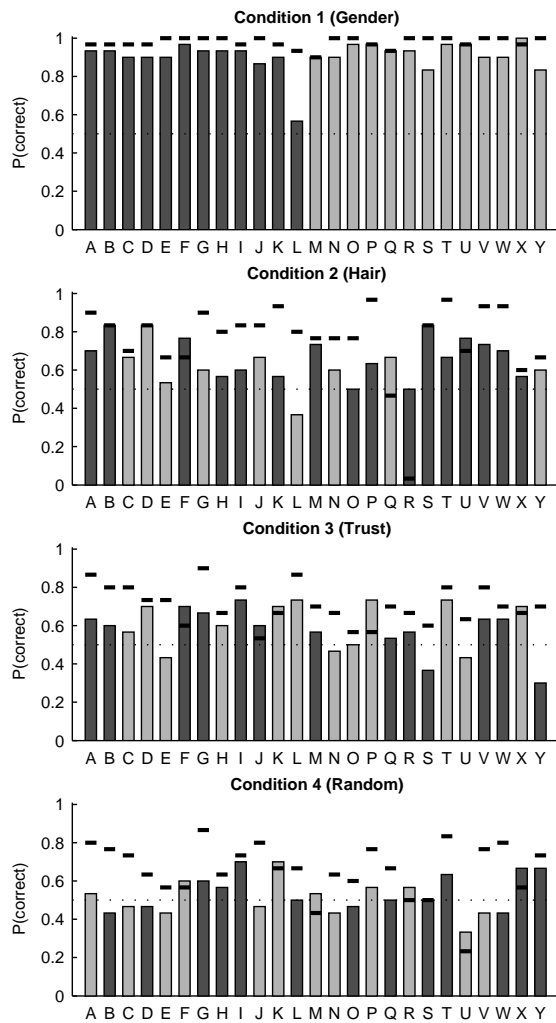 Condition 1 (Gender)
1
0.8
0.6
0.4
0.2
0
P(correct)
A B C D E F G H I J K L M N O P Q R S T U V W X Y
Condition 2 (Hair)
1
0.8
0.6
0.4
0.2
0
P(correct)
A B C D E F G H I J K L M N O P Q R S T U V W X Y
Condition 3 (Trust)
1
0.8
0.6
0.4
0.2
0
P(correct)
A B C D E F G H I J K L M N O P Q R S T U V W X Y
Condition 4 (Random)
1
0.8
0.6
0.4
0.2
0
P(correct)
A B C D E F G H I J K L M N O P Q R S T U V W X Y